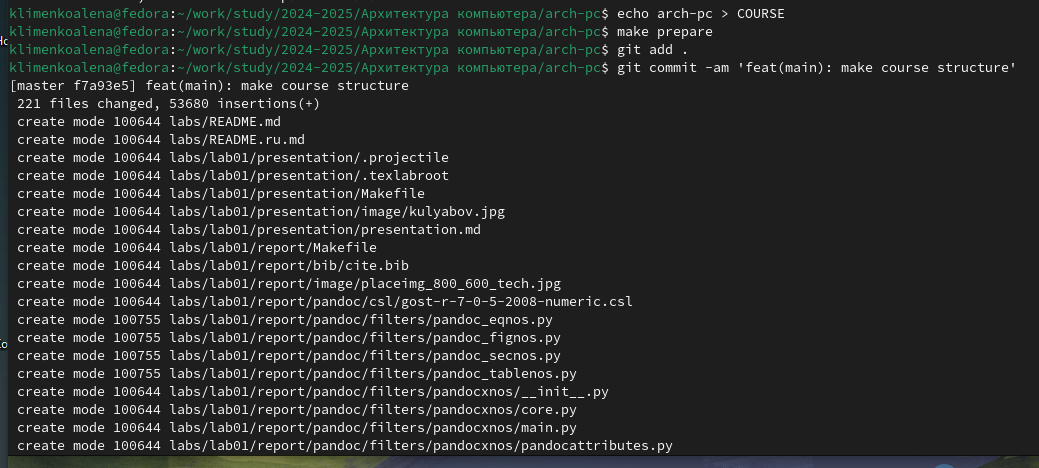 klimenkoalena@fedora:~/work/study/2024-2025/Архитектура компьютера/arch-pc$ echo arch-pc > COURSE
klimenkoalena@fedora:~/work/study/2024-2025/Архитектура компьютера/arch-pc$ make prepare
klimenkoalena@fedora:~/work/study/2024-2025/Архитектура компьютера/arch-pc$ git add .
klimenkoalena@fedora:~/work/study/2024-2025/Архитектура компьютера/arch-pc$ git commit -am 'feat(main): make course structure'
[master f7a93e5] feat(main): make course structure
 221 files changed, 53680 insertions(+)
 create mode 100644 labs/README.md
 create mode 100644 labs/README.ru.md
 create mode 100644 labs/lab01/presentation/.projectile
 create mode 100644 labs/lab01/presentation/.texlabroot
 create mode 100644 labs/lab01/presentation/Makefile
 create mode 100644 labs/lab01/presentation/image/kulyabov.jpg
 create mode 100644 labs/lab01/presentation/presentation.md
 create mode 100644 labs/lab01/report/Makefile
 create mode 100644 labs/lab01/report/bib/cite.bib
 create mode 100644 labs/lab01/report/image/placeimg_800_600_tech.jpg
 create mode 100644 labs/lab01/report/pandoc/csl/gost-r-7-0-5-2008-numeric.csl
 create mode 100755 labs/lab01/report/pandoc/filters/pandoc_eqnos.py
 create mode 100755 labs/lab01/report/pandoc/filters/pandoc_fignos.py
 create mode 100755 labs/lab01/report/pandoc/filters/pandoc_secnos.py
 create mode 100755 labs/lab01/report/pandoc/filters/pandoc_tablenos.py
 create mode 100644 labs/lab01/report/pandoc/filters/pandocxnos/__init__.py
 create mode 100644 labs/lab01/report/pandoc/filters/pandocxnos/core.py
 create mode 100644 labs/lab01/report/pandoc/filters/pandocxnos/main.py
 create mode 100644 labs/lab01/report/pandoc/filters/pandocxnos/pandocattributes.py